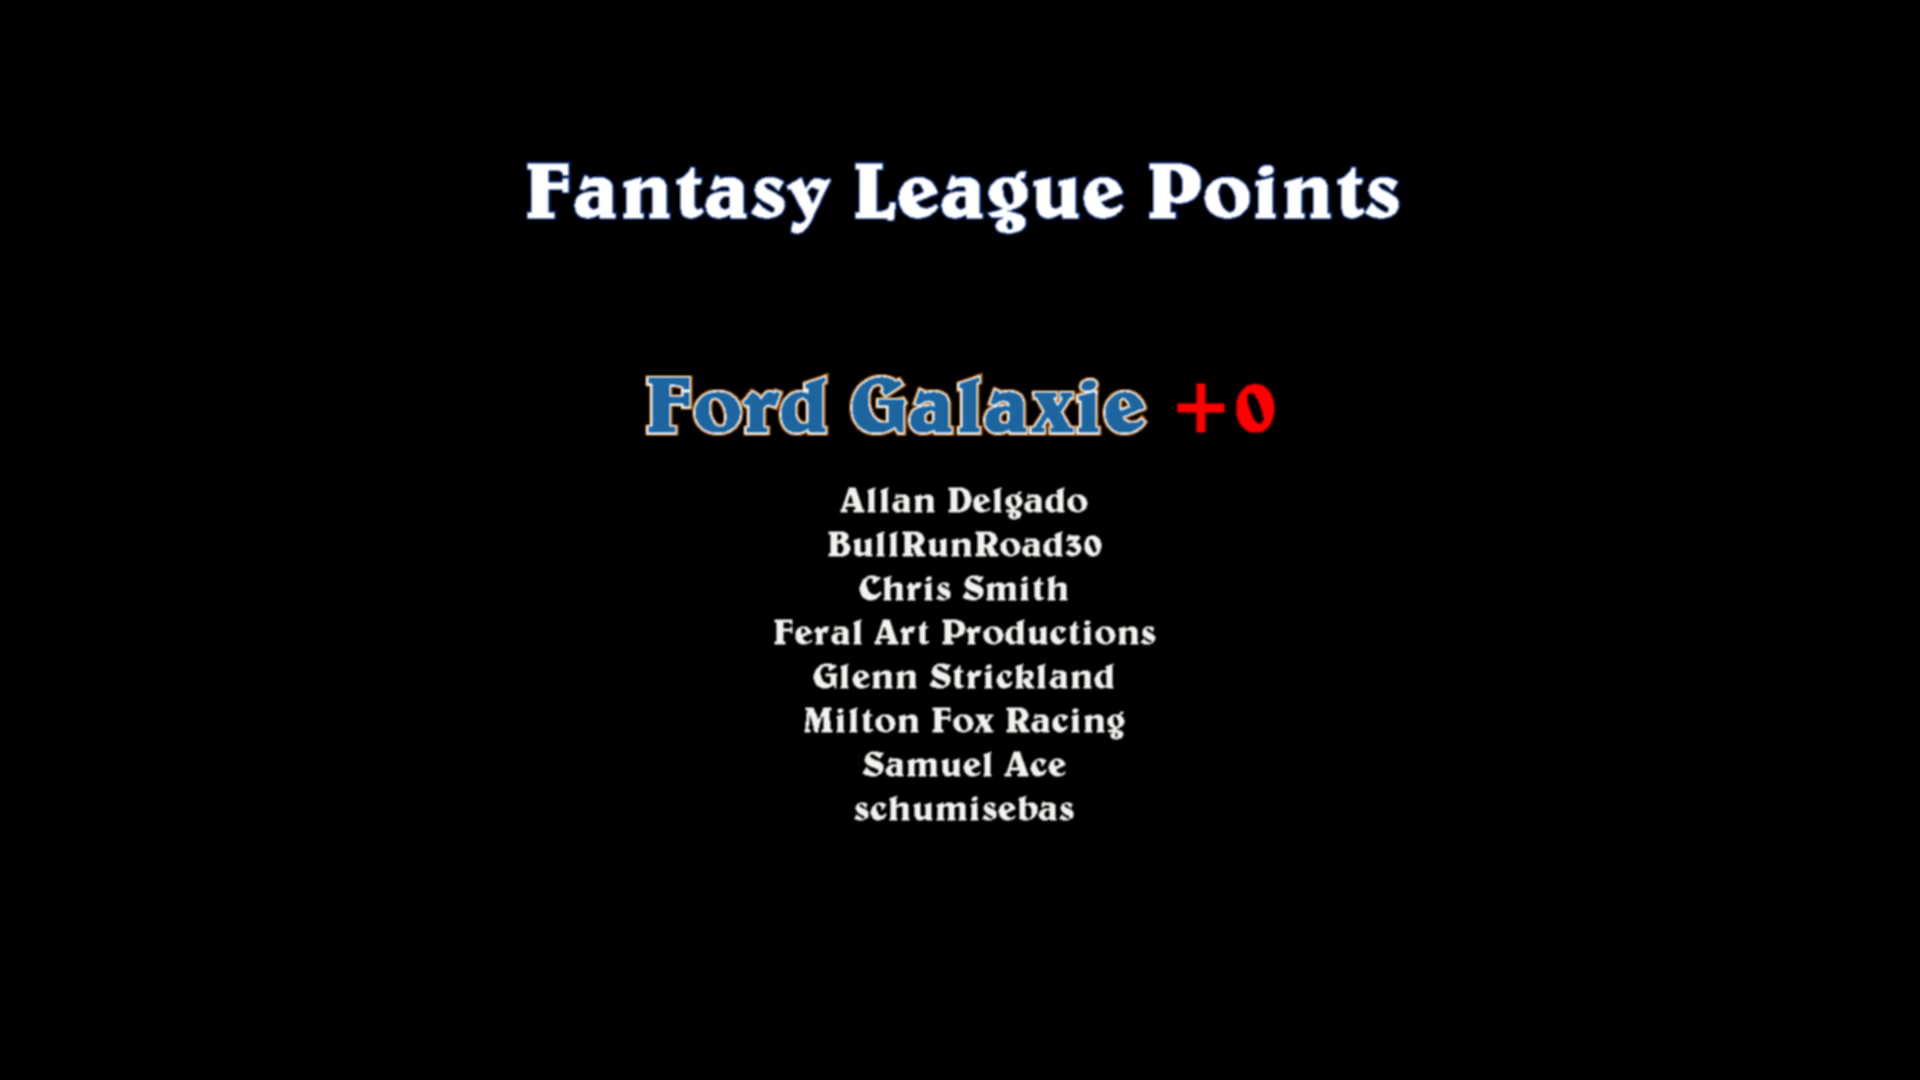 Fantasy League Points
Ford Galaxie +0
Allan Delgado
BullRunRoad30
Chris Smith
Feral Art Productions
Glenn Strickland
Milton Fox Racing
Samuel Ace
schumisebas